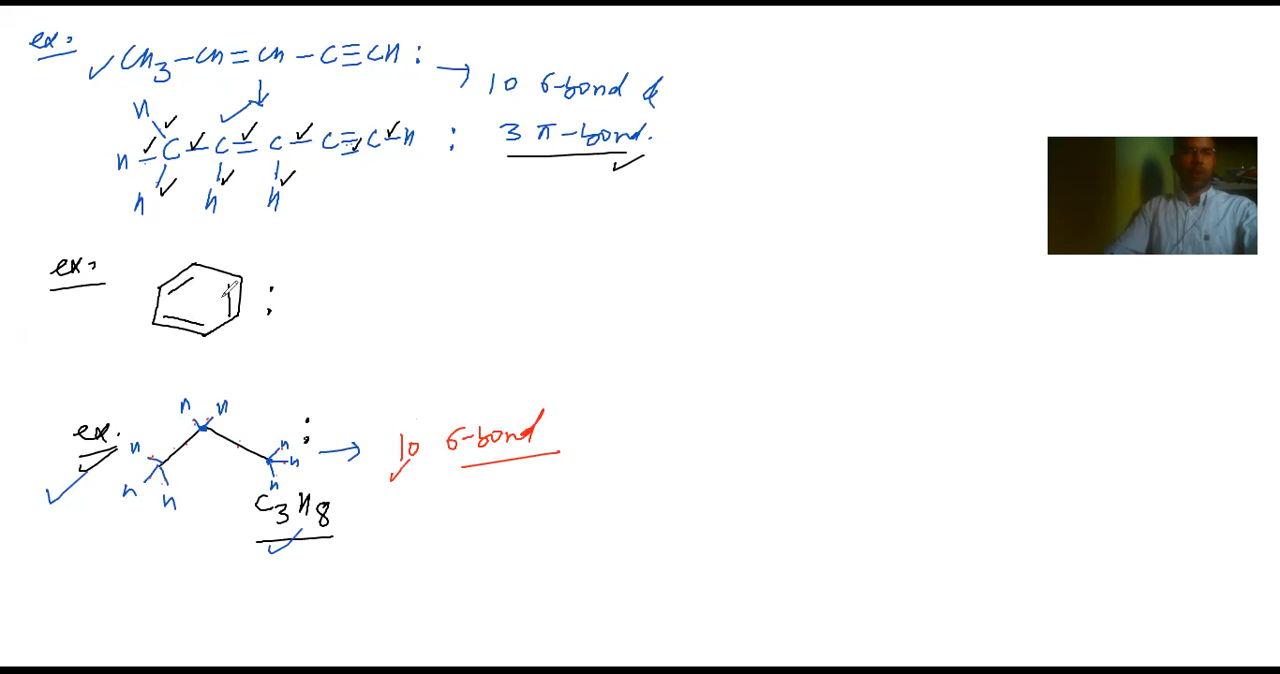 ex:
CH3 – CH = CH – C ≡ CH :
→ 10 σ-bond &
3 π-bond.
H
H – C – C = C – C ≡ C – H :
H H H
ex:
:
H H
ex. :
H H
H → 10 σ-bond
H H H
C3H8